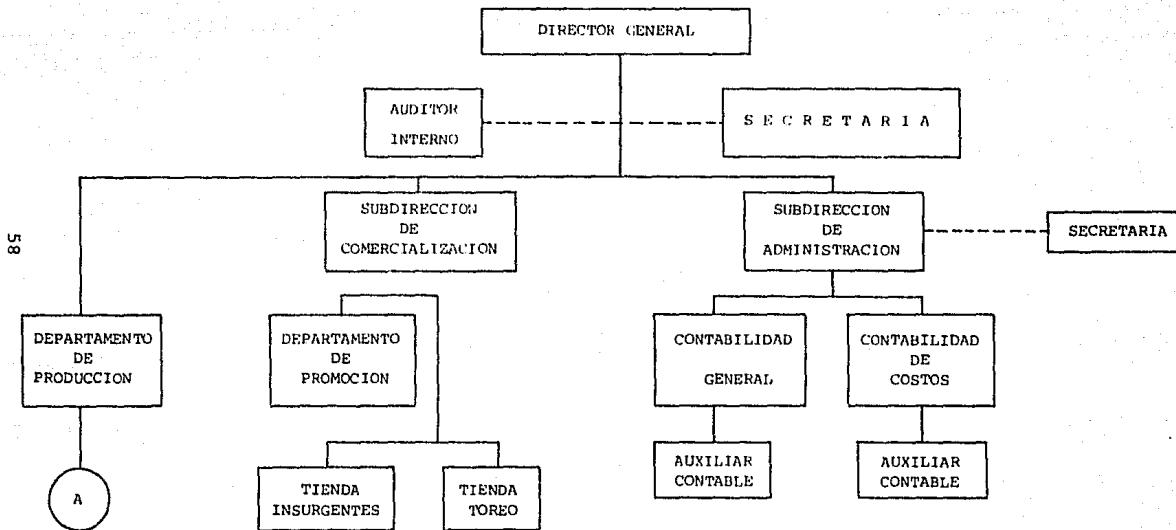 DIRECTOR GENERAL
AUDITOR
INTERNO
SECRETARIA
SUBDIRECCION
DE
COMERCIALIZACION
SUBDIRECCION
DE
ADMINISTRACION
SECRETARIA
58
DEPARTAMENTO
DE
PRODUCCION
DEPARTAMENTO
DE
PROMOCION
CONTABILIDAD
GENERAL
CONTABILIDAD
DE
COSTOS
A
TIENDA
INSURGENTES
TIENDA
TOREO
AUXILIAR
CONTABLE
AUXILIAR
CONTABLE